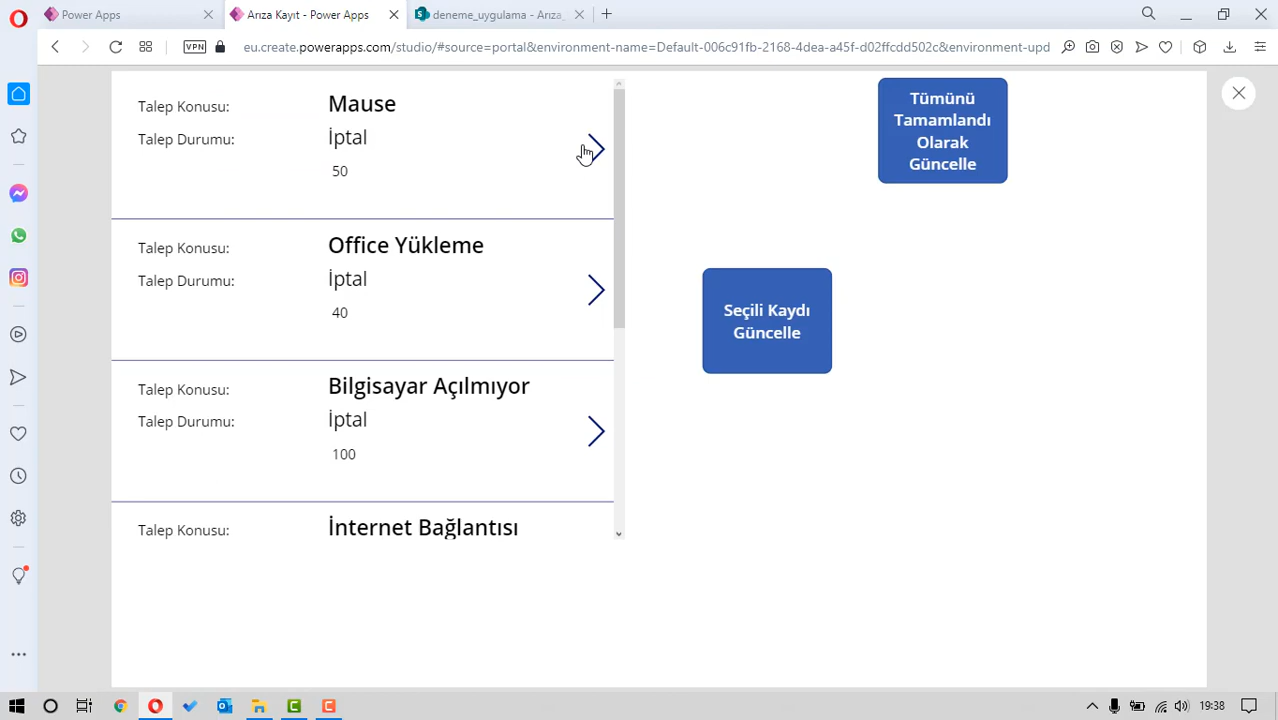 Power Apps
Arıza Kayıt - Power Apps
deneme_uygulama - Arıza_
VPN
eu.create.powerapps.com/studio/#source=portal&environment-name=Default-006c91fb-2168-4dea-a45f-d02ffcdd502c&environment-upd
Talep Konusu:
Mause
Talep Durumu:
İptal
50
Talep Konusu:
Office Yükleme
Talep Durumu:
İptal
40
Talep Konusu:
Bilgisayar Açılmıyor
Talep Durumu:
İptal
100
Talep Konusu:
İnternet Bağlantısı
Tümünü
Tamamlandı
Olarak
Güncelle
Seçili Kaydı
Güncelle
19:38